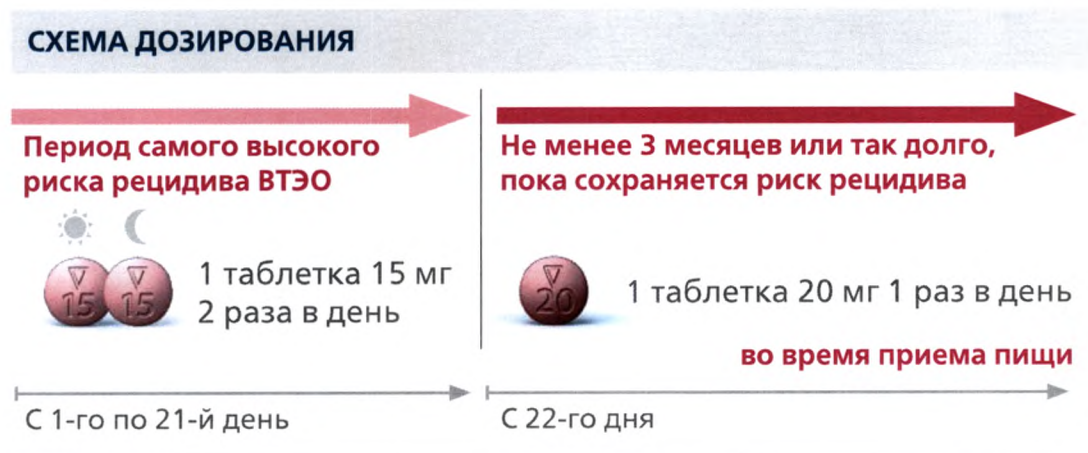 СХЕМА ДОЗИРОВАНИЯ
Период самого высокого
риска рецидива ВТЭО
15 15
1 таблетка 15 мг
2 раза в день
С 1-го по 21-й день
Не менее 3 месяцев или так долго,
пока сохраняется риск рецидива
20
1 таблетка 20 мг 1 раз в день
во время приема пищи
С 22-го дня